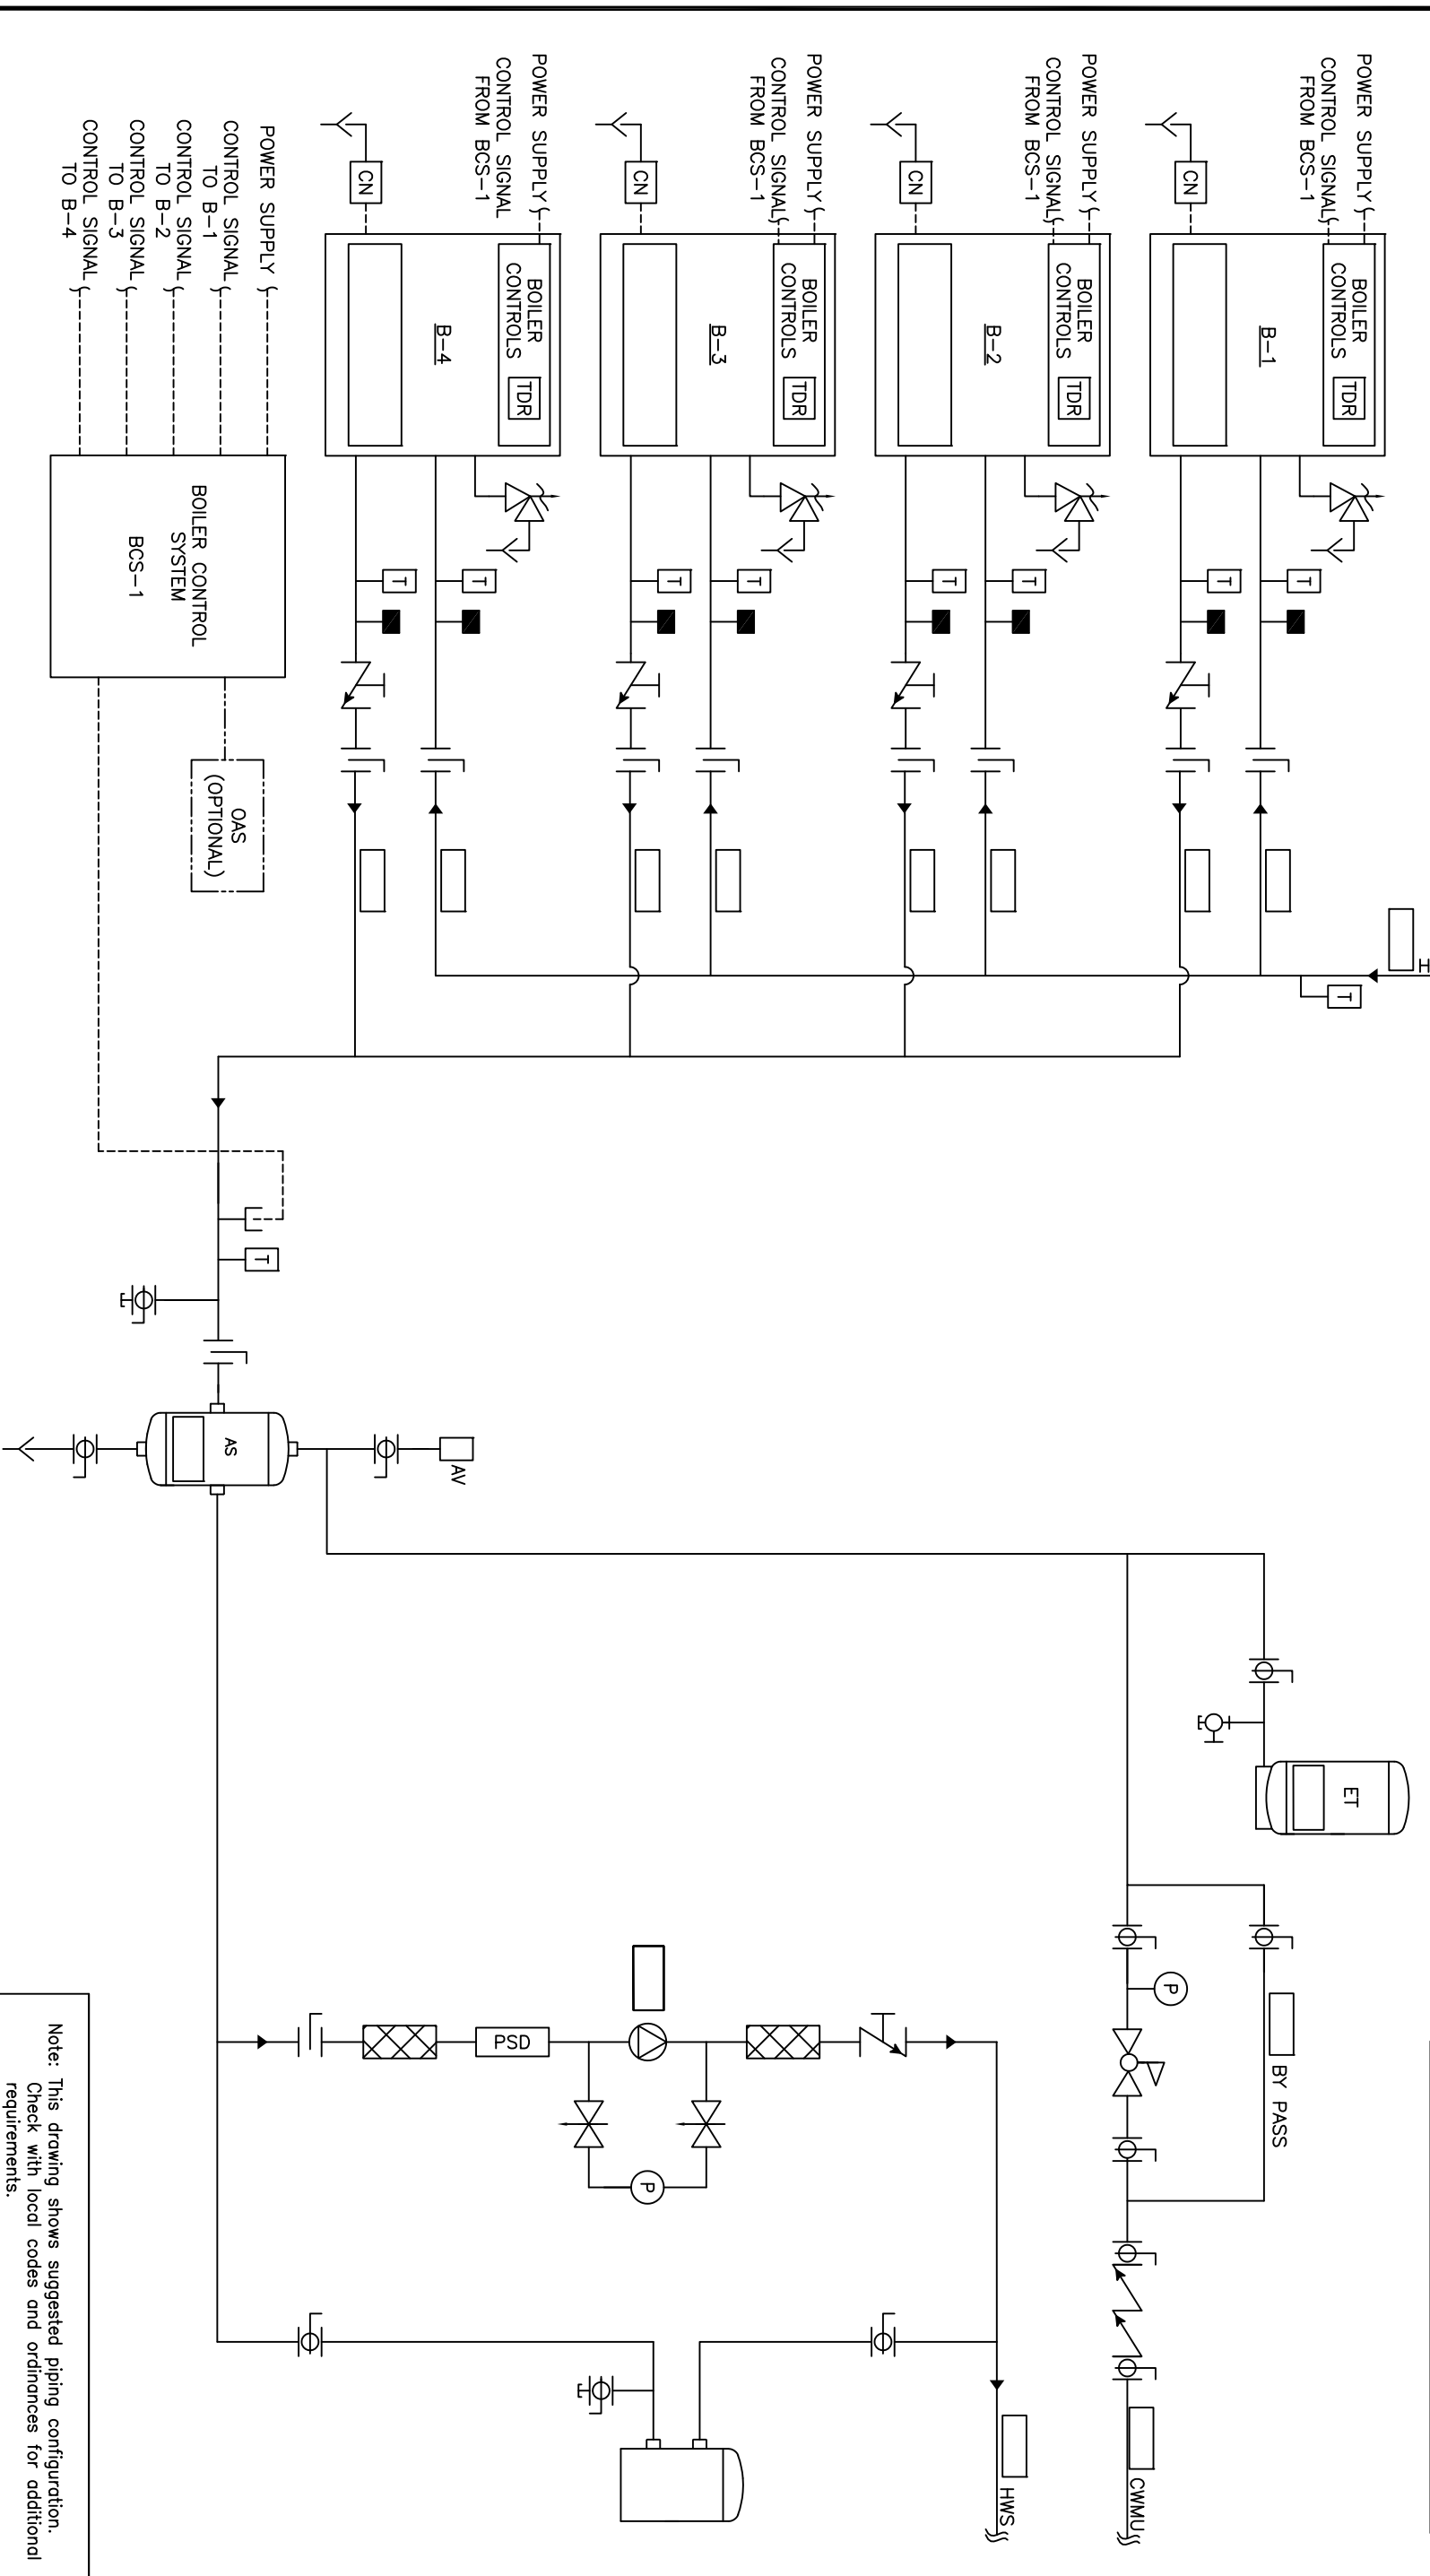 POWER SUPPLY
CONTROL SIGNAL
FROM BCS-1
CN
BOILER
CONTROLS
TDR
B-1
T
T
H
T
POWER SUPPLY
CONTROL SIGNAL
FROM BCS-1
CN
BOILER
CONTROLS
TDR
B-2
T
T
POWER SUPPLY
CONTROL SIGNAL
FROM BCS-1
CN
BOILER
CONTROLS
TDR
B-3
T
T
POWER SUPPLY
CONTROL SIGNAL
FROM BCS-1
CN
BOILER
CONTROLS
TDR
B-4
T
T
POWER SUPPLY
CONTROL SIGNAL
TO B-1
CONTROL SIGNAL
TO B-2
CONTROL SIGNAL
TO B-3
CONTROL SIGNAL
TO B-4
BOILER CONTROL
SYSTEM
BCS-1
OAS
(OPTIONAL)
T
AS
AV
ET
P
BY PASS
PSD
P
HWS
CWMU
Note: This drawing shows suggested piping configuration.
Check with local codes and ordinances for additional
requirements.